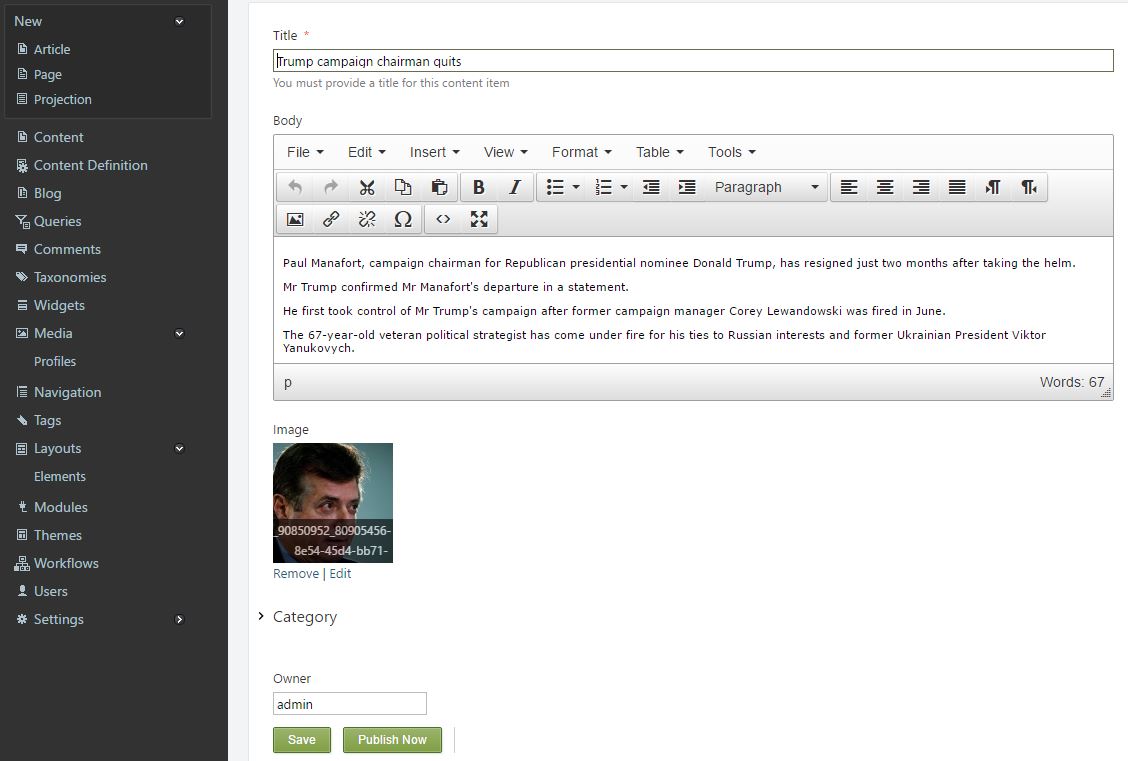 New
Article
Page
Projection
Content
Content Definition
Blog
Queries
Comments
Taxonomies
Widgets
Media
Profiles
Navigation
Tags
Layouts
Elements
Modules
Themes
Workflows
Users
Settings
Title *
Trump campaign chairman quits
You must provide a title for this content item
Body
File Edit Insert View Format Table Tools
B I Paragraph
Ω <>
Paul Manafort, campaign chairman for Republican presidential nominee Donald Trump, has resigned just two months after taking the helm.
Mr Trump confirmed Mr Manafort's departure in a statement.
He first took control of Mr Trump's campaign after former campaign manager Corey Lewandowski was fired in June.
The 67-year-old veteran political strategist has come under fire for his ties to Russian interests and former Ukrainian President Viktor
Yanukovych.
p Words: 67
Image
_90850952_80905456-
8e54-45d4-bb71-
Remove | Edit
Category
Owner
admin
Save Publish Now